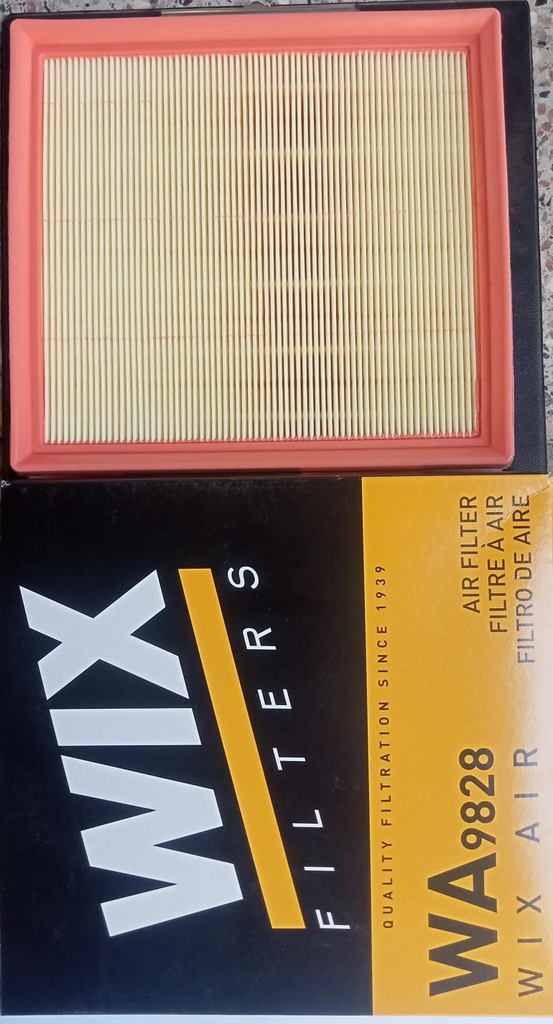 WIX
FILTERS
QUALITY FILTRATION SINCE 1939
AIR FILTER
FILTRE À AIR
FILTRO DE AIRE
WA9828
WIX AIR